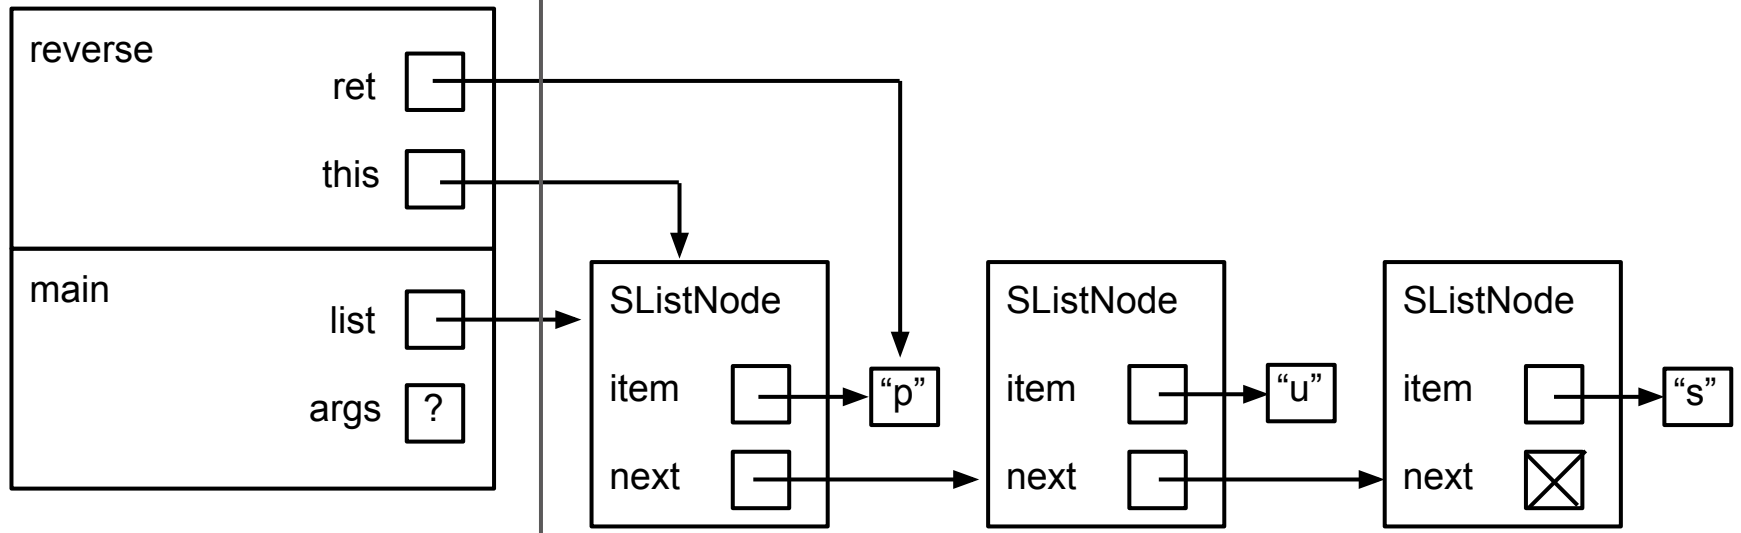 reverse
ret
this
main
list
args ?
SListNode
item “p”
next
SListNode
item “u”
next
SListNode
item “s”
next